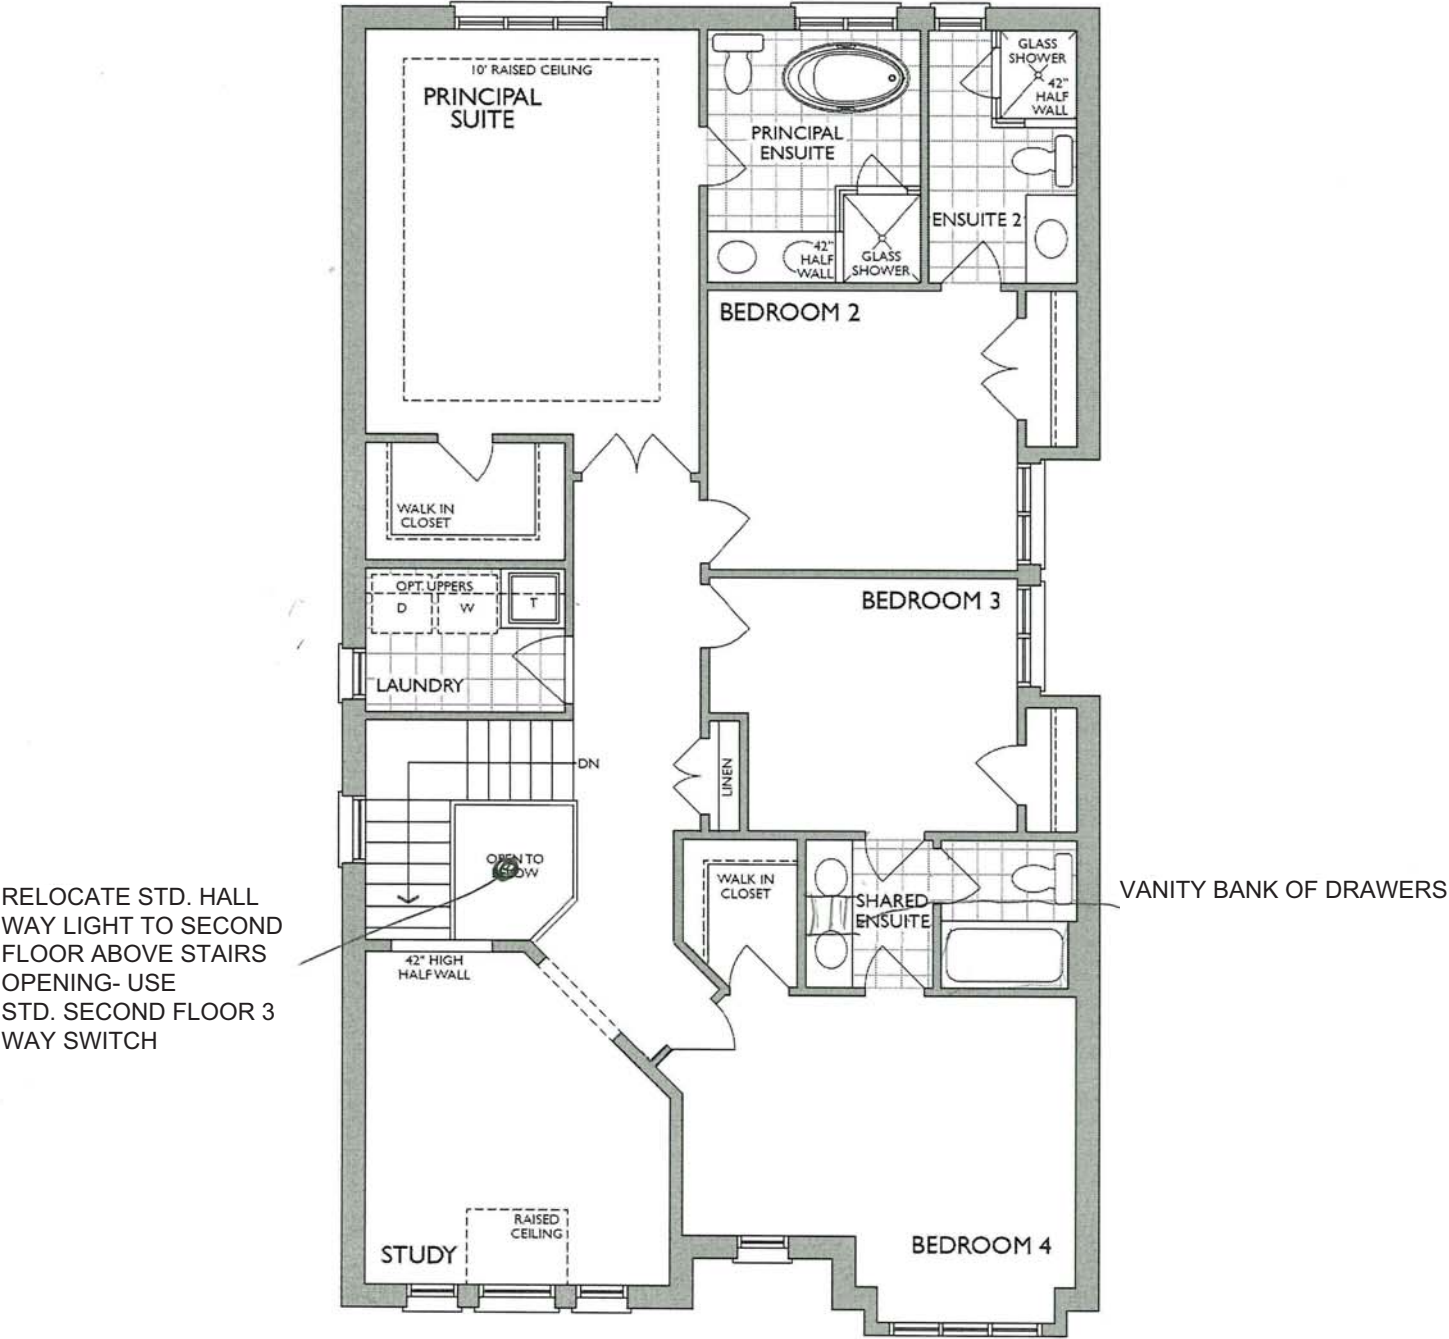 10' RAISED CEILING
PRINCIPAL
SUITE
PRINCIPAL
ENSUITE
GLASS
SHOWER
42"
HALF
WALL
ENSUITE 2
42"
HALF
WALL
GLASS
SHOWER
BEDROOM 2
WALK IN
CLOSET
OPT. UPPERS
D
W
T
LAUNDRY
BEDROOM 3
DN
LINEN
OPEN TO
BELOW
WALK IN
CLOSET
SHARED
ENSUITE
VANITY BANK OF DRAWERS
RELOCATE STD. HALL
WAY LIGHT TO SECOND
FLOOR ABOVE STAIRS
OPENING- USE
STD. SECOND FLOOR 3
WAY SWITCH
42" HIGH
HALF WALL
RAISED
CEILING
STUDY
BEDROOM 4